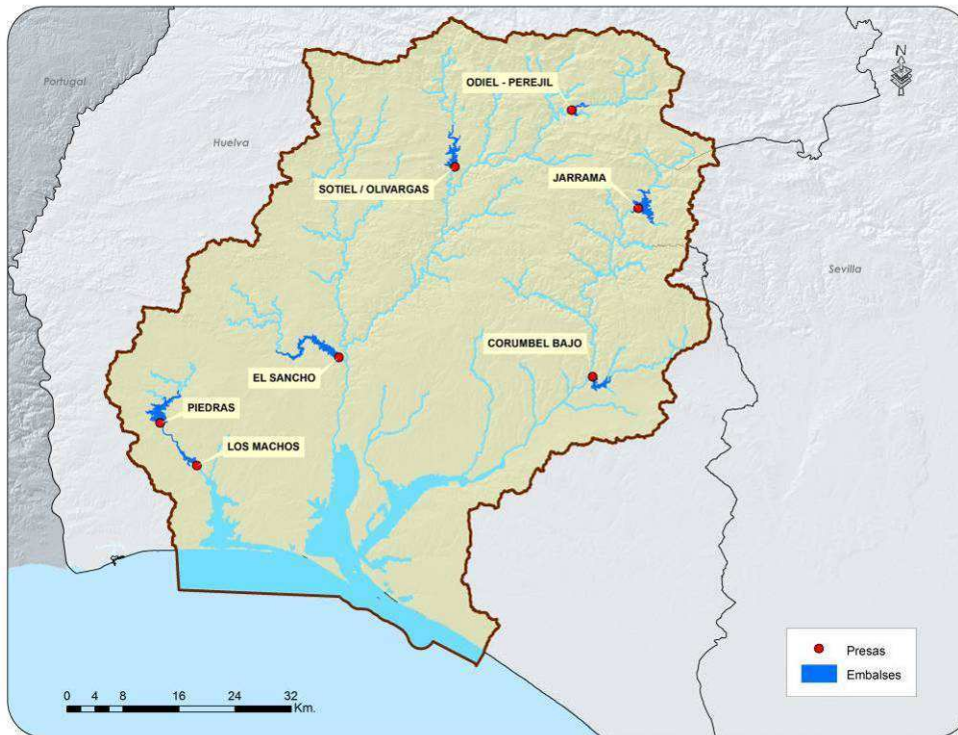 N
Portugal
ODIEL - PEREJIL
Huelva
SOTIEL / OLIVARGAS
JARRAMA
Sevilla
CORUMBEL BAJO
EL SANCHO
PIEDRAS
LOS MACHOS
Presas
Embalses
0 4 8 16 24 32
Km.